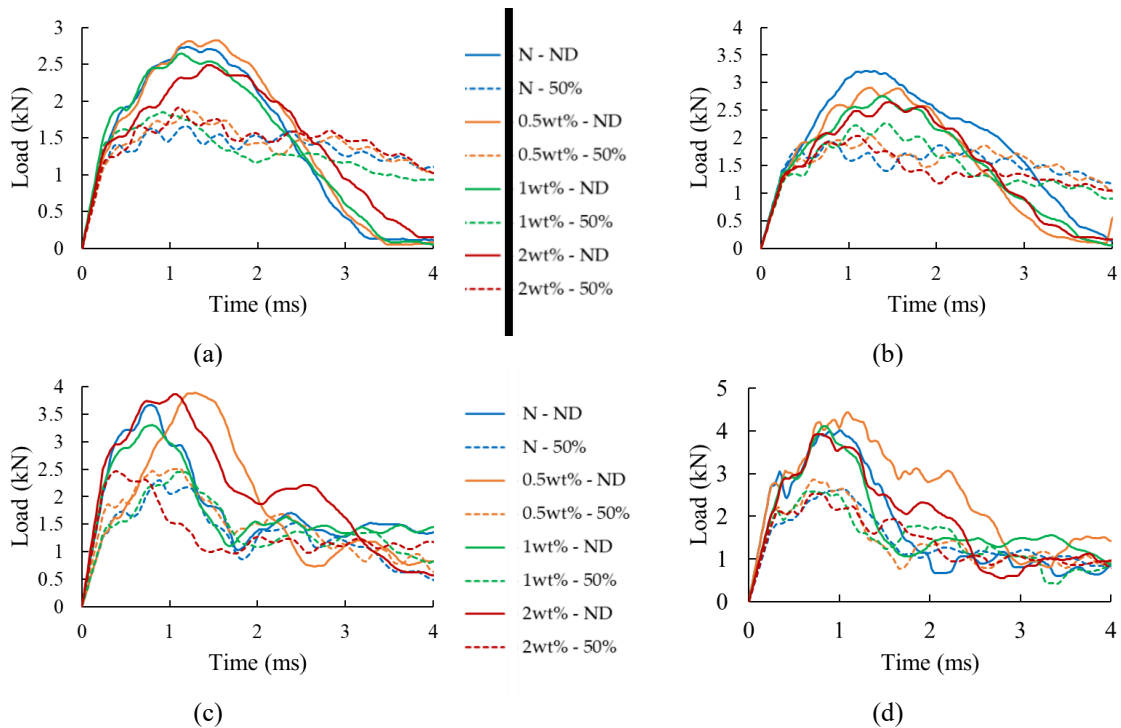 3
2.5
2
1.5
1
0.5
0
Load (kN)
0 1 2 3 4
Time (ms)
(a)
N - ND
N - 50%
0.5wt% - ND
0.5wt% - 50%
1wt% - ND
1wt% - 50%
2wt% - ND
2wt% - 50%
4
3.5
3
2.5
2
1.5
1
0.5
0
Load (kN)
0 1 2 3 4
Time (ms)
(b)
4
3.5
3
2.5
2
1.5
1
0.5
0
Load (kN)
0 1 2 3 4
Time (ms)
(c)
N - ND
N - 50%
0.5wt% - ND
0.5wt% - 50%
1wt% - ND
1wt% - 50%
2wt% - ND
2wt% - 50%
5
4
3
2
1
0
Load (kN)
0 1 2 3 4
Time (ms)
(d)